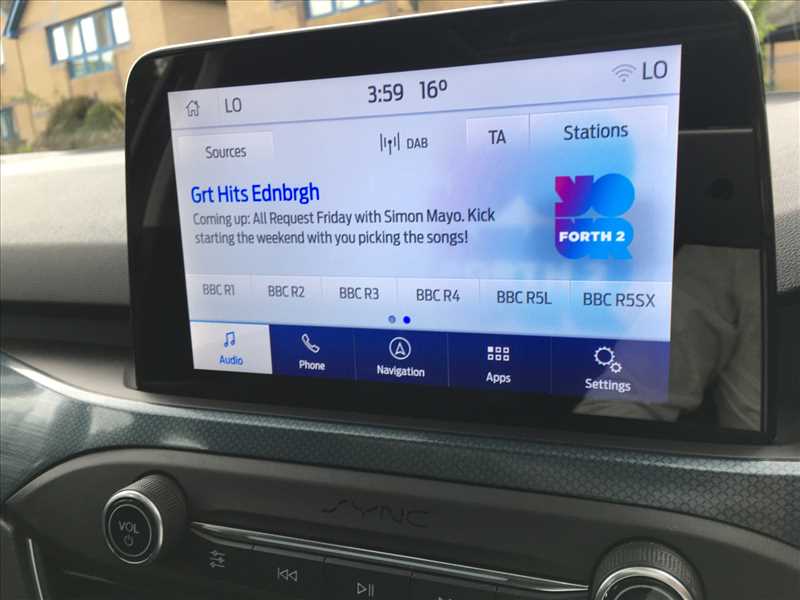 LO 3:59 16° LO
Sources DAB TA Stations
Grt Hits Ednbrgh
Coming up: All Request Friday with Simon Mayo. Kick
starting the weekend with you picking the songs!
YO
FORTH 2
UR
BBC R1 BBC R2 BBC R3 BBC R4 BBC R5L BBC R5SX
Audio Phone Navigation Apps Settings
SYNC
VOL